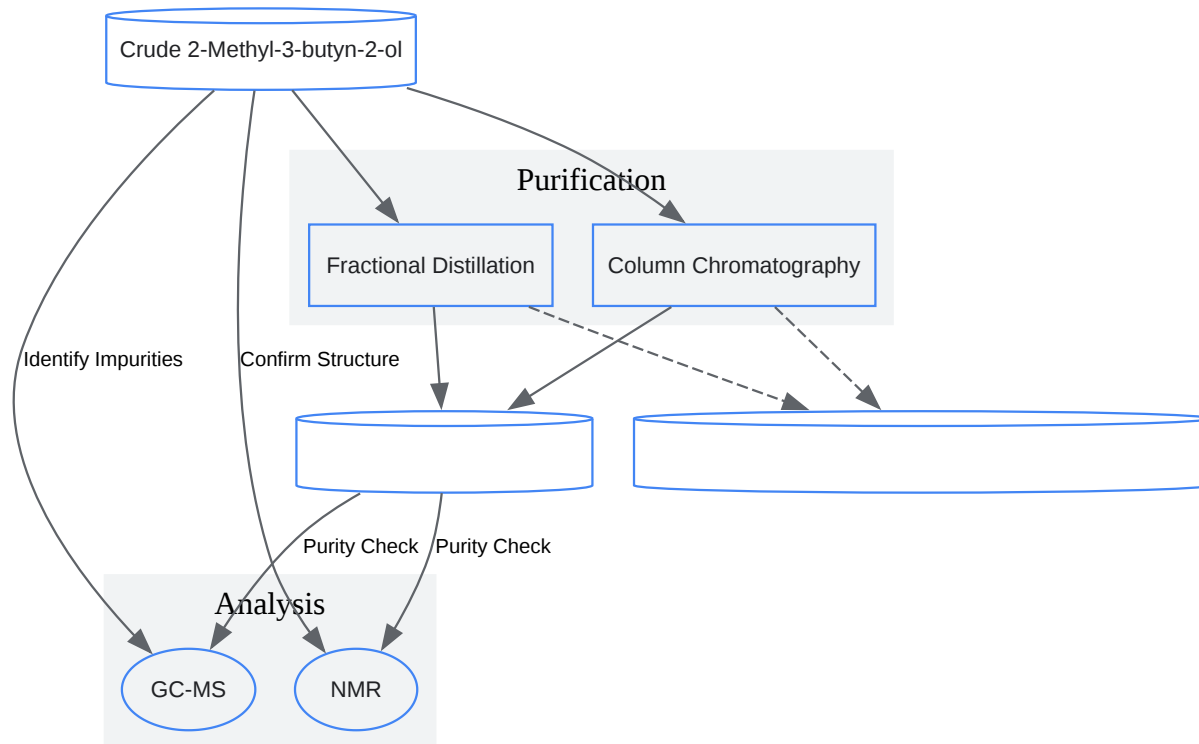 Crude 2-Methyl-3-butyn-2-ol
Purification
Fractional Distillation
Column Chromatography
Identify Impurities
Confirm Structure
Purity Check
Purity Check
Analysis
GC-MS
NMR